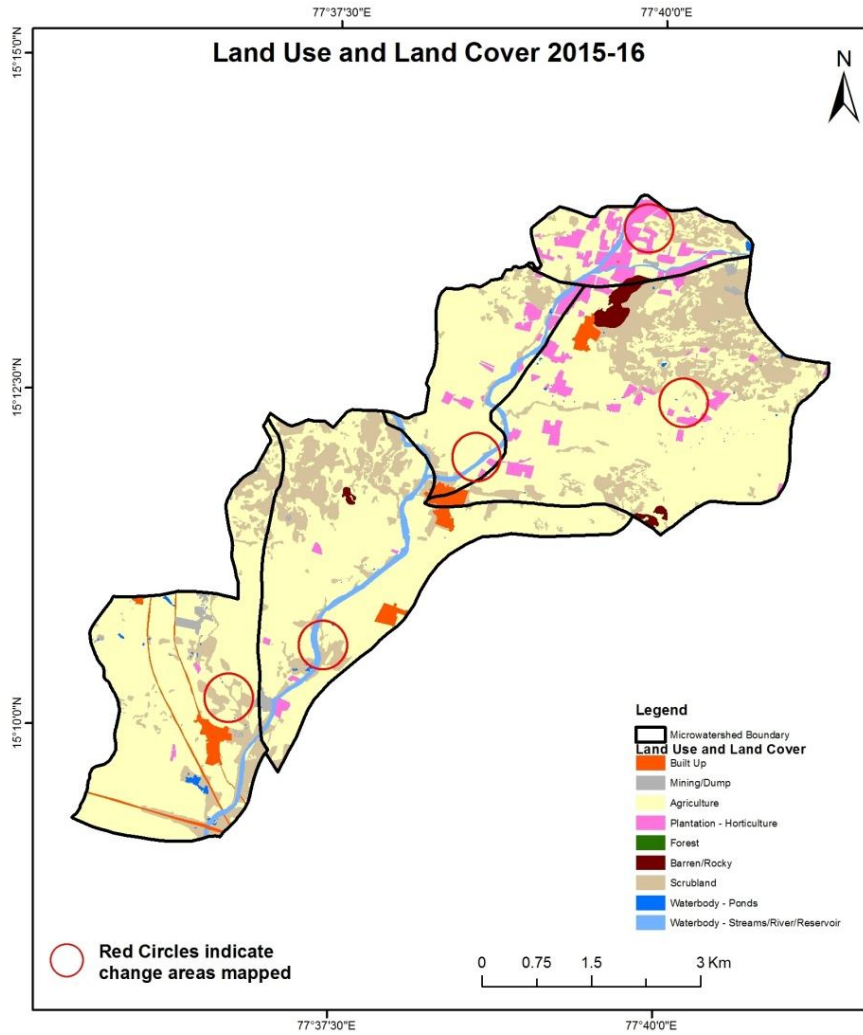 77°37'30"E 77°40'0"E
Land Use and Land Cover 2015-16
15°15'0"N
N
15°12'30"N
15°10'0"N
Legend
Microwatershed Boundary
Land Use and Land Cover
Built Up
Mining/Dump
Agriculture
Plantation - Horticulture
Forest
Barren/Rocky
Scrubland
Waterbody - Ponds
Waterbody - Streams/River/Reservoir
Red Circles indicate
change areas mapped
0 0.75 1.5 3 Km
77°37'30"E 77°40'0"E